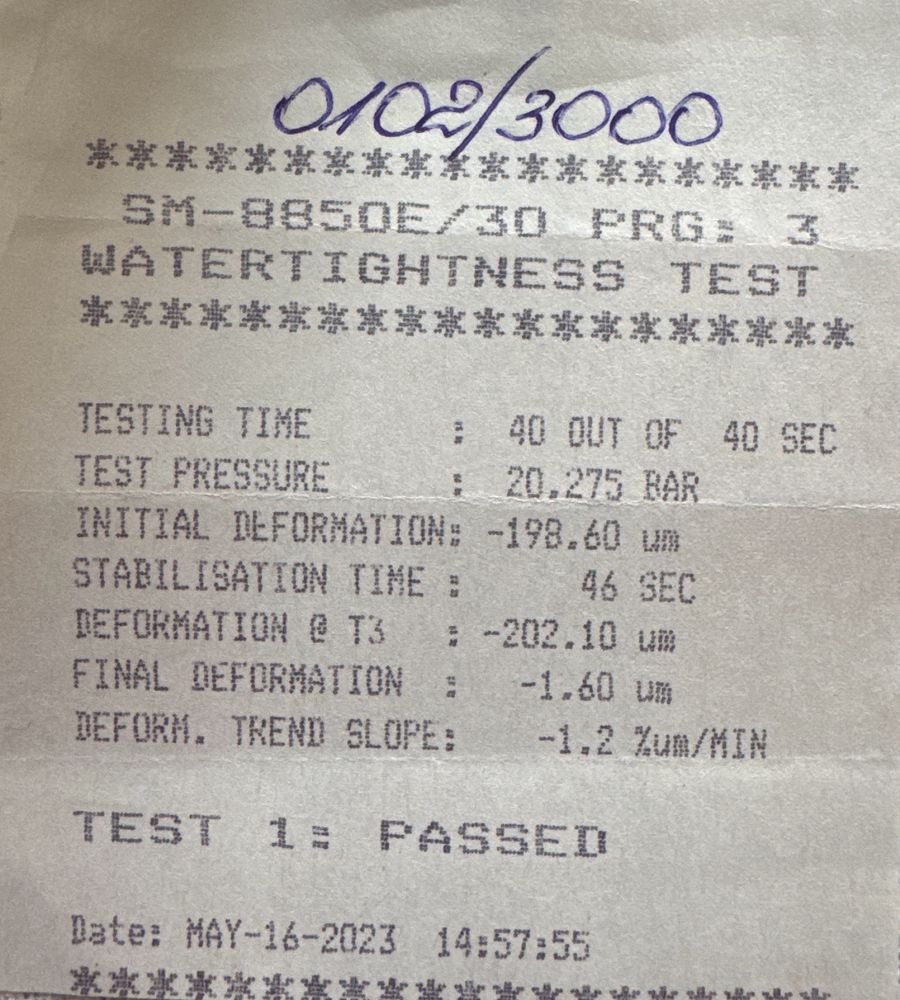 0102/3000
********************
SM-8850E/30 PRG: 3
WATERTIGHTNESS TEST
********************
TESTING TIME : 40 OUT OF 40 SEC
TEST PRESSURE : 20.275 BAR
INITIAL DEFORMATION: -198.60 um
STABILISATION TIME : 46 SEC
DEFORMATION @ T3 : -202.10 um
FINAL DEFORMATION : -1.60 um
DEFORM. TREND SLOPE: -1.2 %um/MIN
TEST 1: PASSED
Date: MAY-16-2023 14:57:55
********************